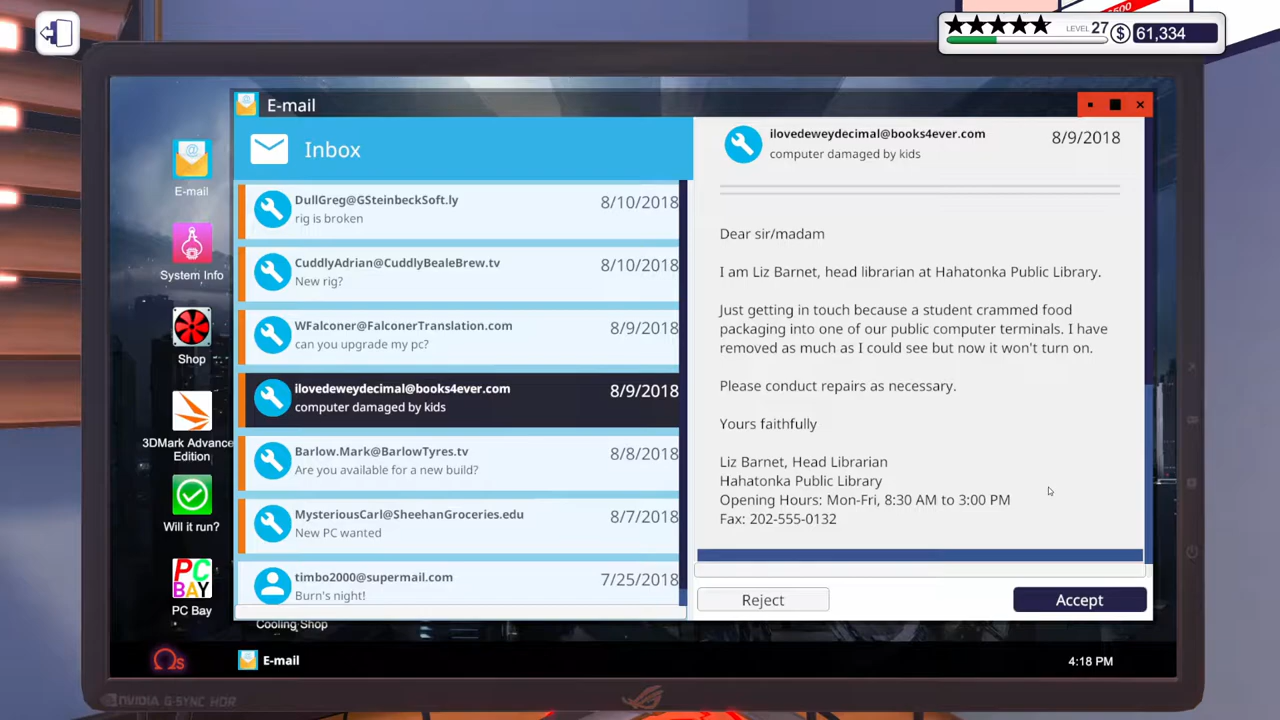 $500
LEVEL 27
$ 61,334
E-mail
Inbox
DullGreg@GSteinbeckSoft.ly 8/10/2018
rig is broken
CuddlyAdrian@CuddlyBealeBrew.tv 8/10/2018
New rig?
WFalconer@FalconerTranslation.com 8/9/2018
can you upgrade my pc?
ilovedeweydecimal@books4ever.com 8/9/2018
computer damaged by kids
Barlow.Mark@BarlowTyres.tv 8/8/2018
Are you available for a new build?
MysteriousCarl@SheehanGroceries.edu 8/7/2018
New PC wanted
timbo2000@supermail.com 7/25/2018
Burn's night!
ilovedeweydecimal@books4ever.com 8/9/2018
computer damaged by kids
Dear sir/madam
I am Liz Barnet, head librarian at Hahatonka Public Library.
Just getting in touch because a student crammed food
packaging into one of our public computer terminals. I have
removed as much as I could see but now it won't turn on.
Please conduct repairs as necessary.
Yours faithfully
Liz Barnet, Head Librarian
Hahatonka Public Library
Opening Hours: Mon-Fri, 8:30 AM to 3:00 PM
Fax: 202-555-0132
Reject
Accept
E-mail
System Info
Shop
3DMark Advance
Edition
Will it run?
PC
BAY
PC Bay
Cooling Shop
Ωs
E-mail
4:18 PM
NVIDIA G-SYNC HDR